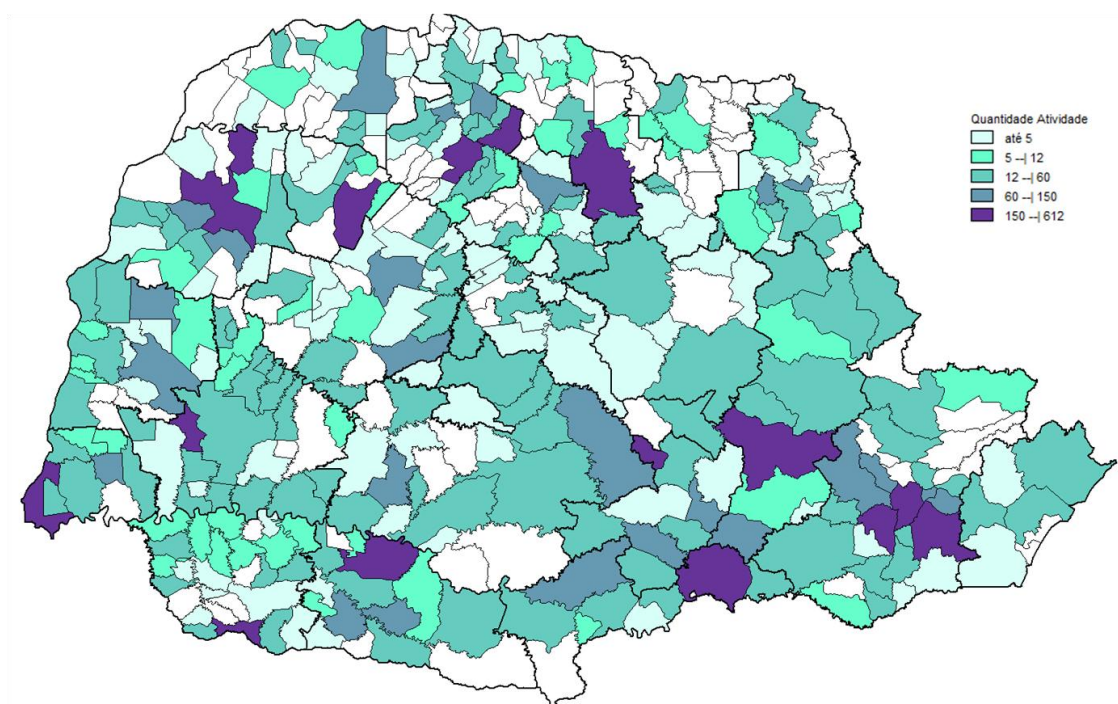 Quantidade Atividade
até 5
5 --| 12
12 --| 60
60 --| 150
150 --| 612